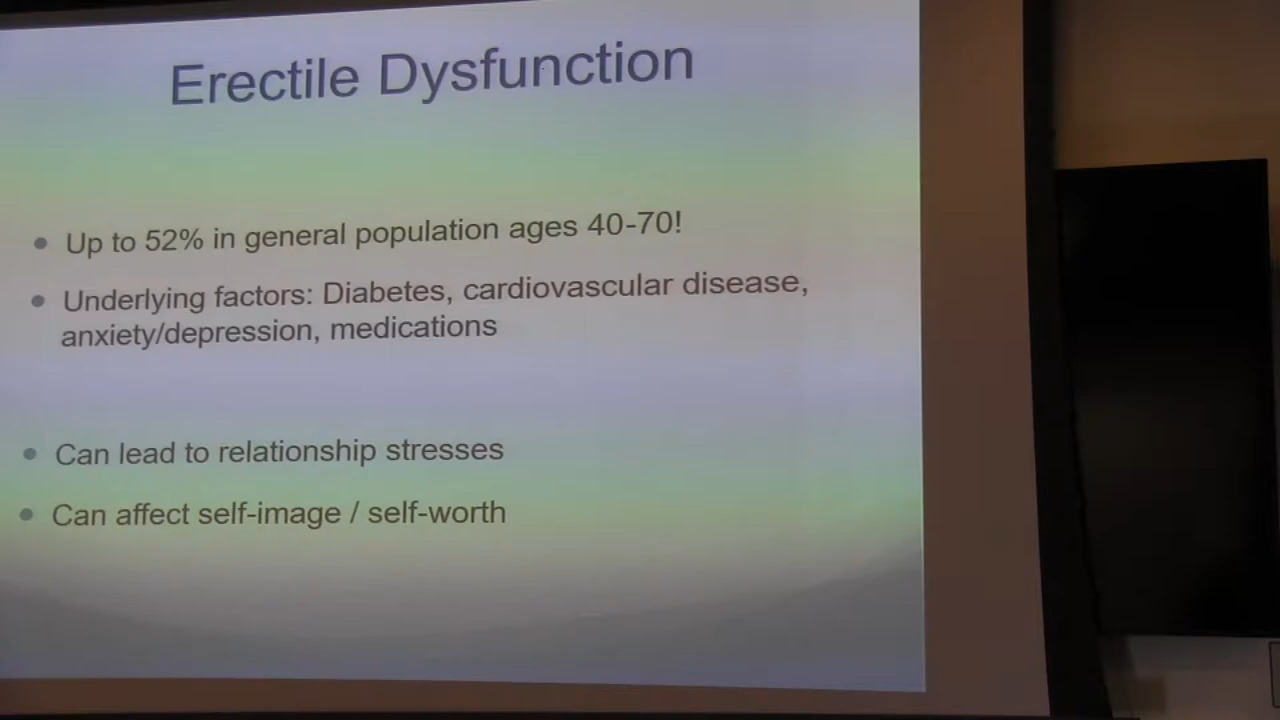 Erectile Dysfunction
• Up to 52% in general population ages 40-70!
• Underlying factors: Diabetes, cardiovascular disease,
anxiety/depression, medications
• Can lead to relationship stresses
• Can affect self-image / self-worth